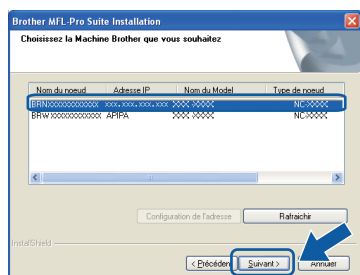 Brother MFL-Pro Suite Installation
Choisissez la Machine Brother que vous souhaitez
Nom du noeud Adresse IP Nom du Model Type de noeud
BRNXXXXXXXXXXXX xxx.xxx.xxx.xxx XXX-XXXX NC-XXXX
BRWXXXXXXXXXXXX APIPA XXX-XXXX NC-XXXX
Configuration de l'adresse Rafraichir
InstallShield
< Précéden Suivant > Annuler